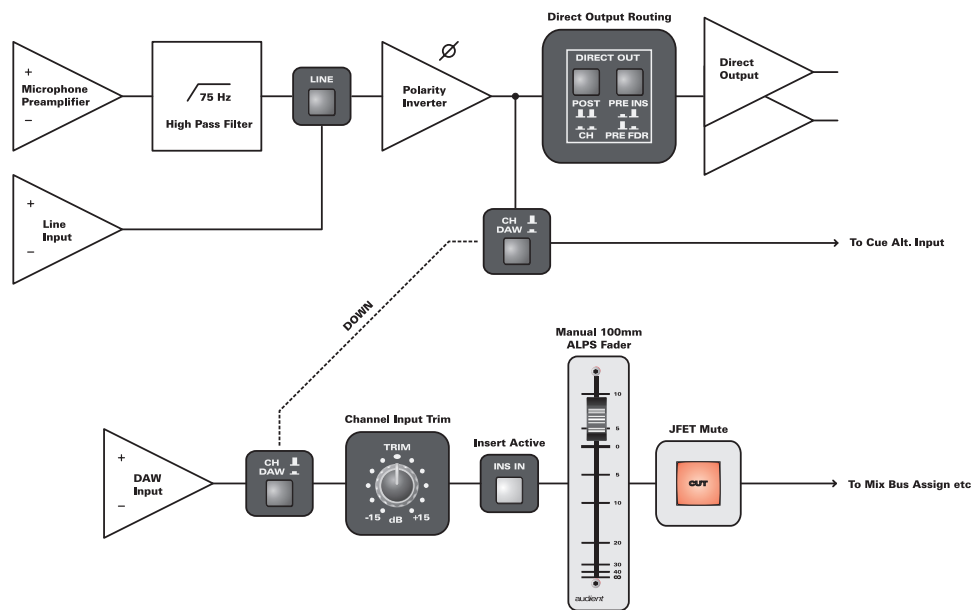 Direct Output Routing
+
Microphone
Preamplifier
−
75 Hz
High Pass Filter
LINE
Polarity
Inverter
DIRECT OUT
POST
PRE INS
CH
PRE FDR
Direct
Output
+
Line
Input
−
CH
DAW
To Cue Alt. Input
DOWN
Manual 100mm
ALPS Fader
+
DAW
Input
−
CH
DAW
Channel Input Trim
TRIM
-15
dB
+15
Insert Active
INS IN
10
5
0
5
10
20
30
40
∞
audient
JFET Mute
CUT
To Mix Bus Assign etc